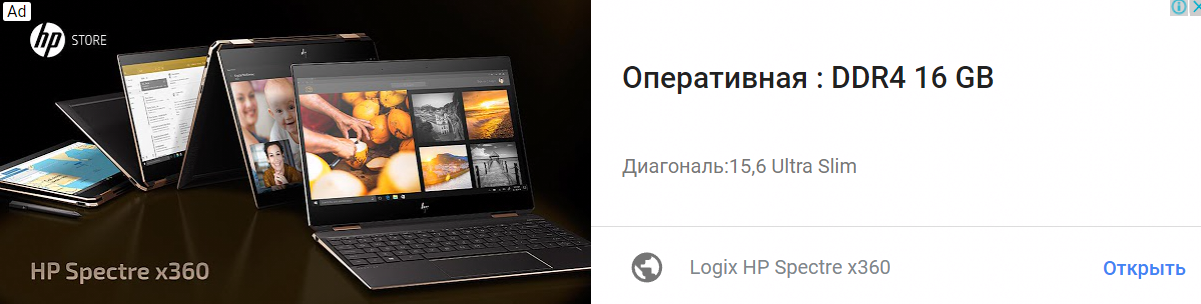 Ad
hp STORE
HP Spectre x360
Оперативная : DDR4 16 GB
Диагональ:15,6 Ultra Slim
Logix HP Spectre x360
Открыть